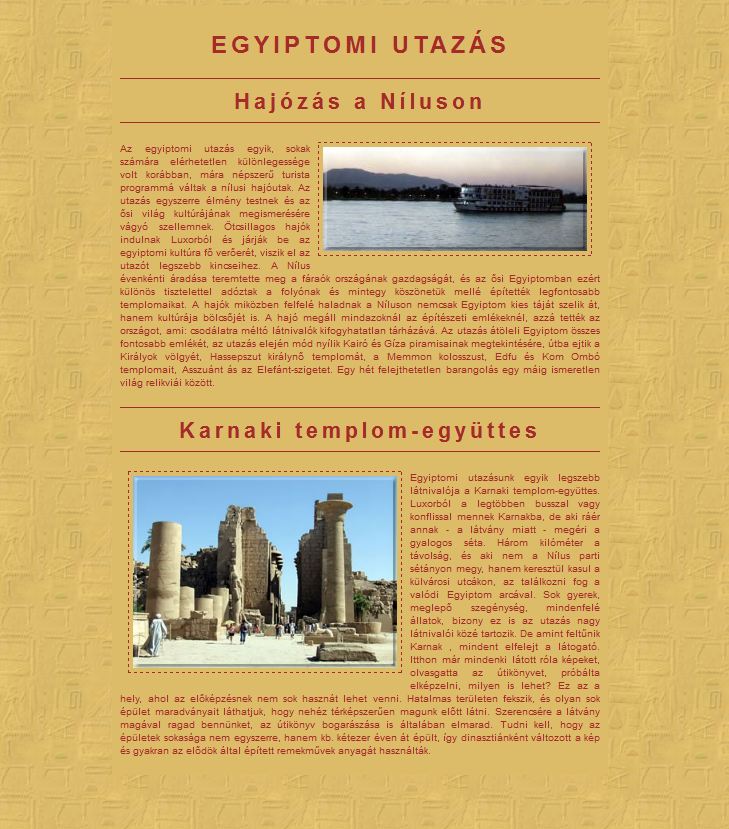 EGYIPTOMI UTAZÁS
Hajózás a Níluson
Az egyiptomi utazás egyik, sokak
számára elérhetetlen különlegessége
volt korábban, mára népszerű turista
programmá váltak a nílusi hajóutak. Az
utazás egyszerre élmény testnek és az
ősi világ kultúrájának megismerésére
vágyó szellemnek. Ötcsillagos hajók
indulnak Luxorból és járják be az
egyiptomi kultúra fő verőerét, viszik el az
utazót legszebb kincseihez. A Nílus
évenkénti áradása teremtette meg a fáraók országának gazdagságát, és az ősi Egyiptomban ezért
különös tisztelettel adóztak a folyónak és mintegy köszönetük mellé építették legfontosabb
templomaikat. A hajók miközben felfelé haladnak a Níluson nemcsak Egyiptom kies táját szelik át,
hanem kultúrája bölcsőjét is. A hajó megáll mindazoknál az építészeti emlékeknél, azzá tették az
országot, ami: csodálatra méltó látnivalók kifogyhatatlan tárházává. Az utazás átöleli Egyiptom összes
fontosabb emlékét, az utazás elején mód nyílik Kairó és Gíza piramisainak megtekintésére, útba ejtik a
Királyok völgyét, Hassepszut királynő templomát, a Memmon kolosszust, Edfu és Kom Ombó
templomait, Asszuánt ás az Elefánt-szigetet. Egy hét felejthetetlen barangolás egy máig ismeretlen
világ relikviái között.
Karnaki templom-együttes
Egyiptomi utazásunk egyik legszebb
látnivalója a Karnaki templom-együttes.
Luxorból a legtöbben busszal vagy
konflissal mennek Karnakba, de aki ráér
annak - a látvány miatt - megéri a
gyalogos séta. Három kilóméter a
távolság, és aki nem a Nílus parti
sétányon megy, hanem keresztül kasul a
külvárosi utcákon, az találkozni fog a
valódi Egyiptom arcával. Sok gyerek,
meglepő szegénység, mindenfelé
állatok, bizony ez is az utazás nagy
látnivalói közé tartozik. De amint feltűnik
Karnak , mindent elfelejt a látogató.
Itthon már mindenki látott róla képeket,
olvasgatta az útikönyvet, próbálta
elképzelni, milyen is lehet? Ez az a
hely, ahol az előképzésnek nem sok hasznát lehet venni. Hatalmas területen fekszik, és olyan sok
épület maradványait láthatjuk, hogy nehéz térképszerűen magunk előtt látni. Szerencsére a látvány
magával ragad bennünket, az útikönyv bogarászása is általában elmarad. Tudni kell, hogy az
épületek sokasága nem egyszerre, hanem kb. kétezer éven át épült, így dinasztiánként változott a kép
és gyakran az elődök által épített remekművek anyagát használták.